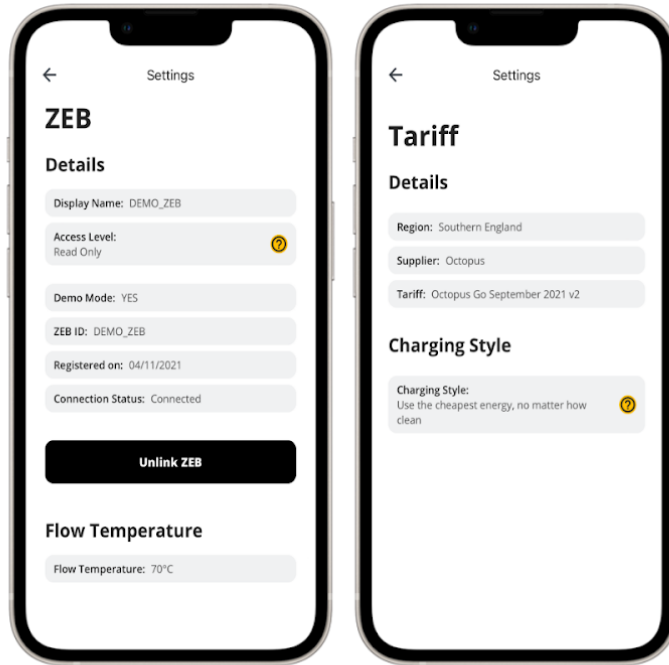 Settings
ZEB
Details
Display Name: DEMO_ZEB
Access Level:
Read Only
?
Demo Mode: YES
ZEB ID: DEMO_ZEB
Registered on: 04/11/2021
Connection Status: Connected
Unlink ZEB
Flow Temperature
Flow Temperature: 70°C
Settings
Tariff
Details
Region: Southern England
Supplier: Octopus
Tariff: Octopus Go September 2021 v2
Charging Style
Charging Style:
Use the cheapest energy, no matter how
clean
?